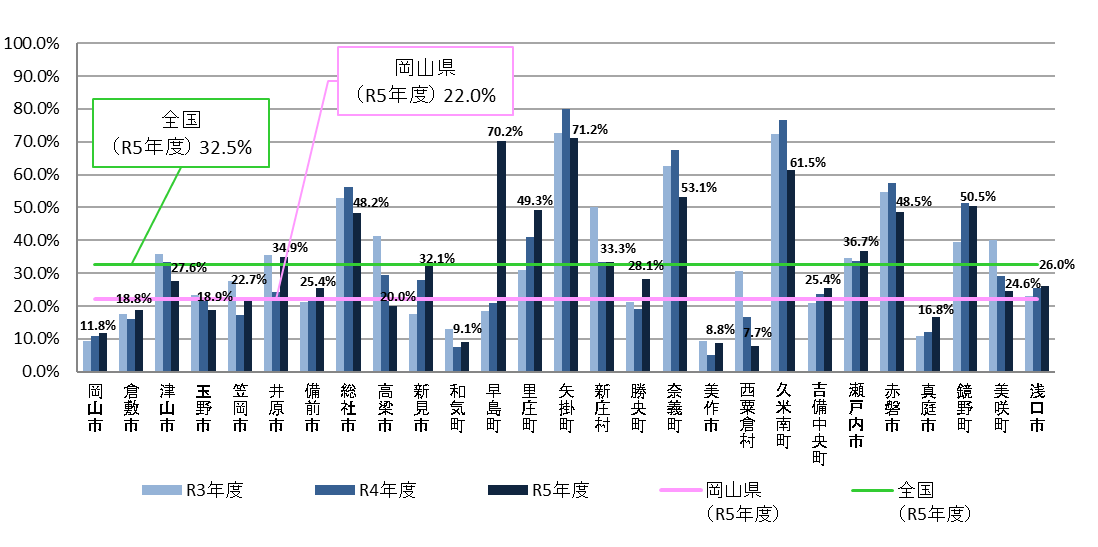 100.0%
90.0%
80.0%
70.0%
60.0%
50.0%
40.0%
30.0%
20.0%
10.0%
0.0%
全国
（R5年度）32.5%
岡山県
（R5年度）22.0%
11.8%
18.8%
27.6%
18.9%
22.7%
34.9%
25.4%
48.2%
20.0%
32.1%
9.1%
70.2%
49.3%
71.2%
33.3%
28.1%
53.1%
8.8%
7.7%
61.5%
25.4%
36.7%
48.5%
16.8%
50.5%
24.6%
26.0%
岡山市
倉敷市
津山市
玉野市
笠岡市
井原市
備前市
総社市
高梁市
新見市
和気町
早島町
里庄町
矢掛町
新庄村
勝央町
奈義町
美作市
西粟倉村
久米南町
吉備中央町
瀬戸内市
赤磐市
真庭市
鏡野町
美咲町
浅口市
R3年度
R4年度
R5年度
岡山県
（R5年度）
全国
（R5年度）